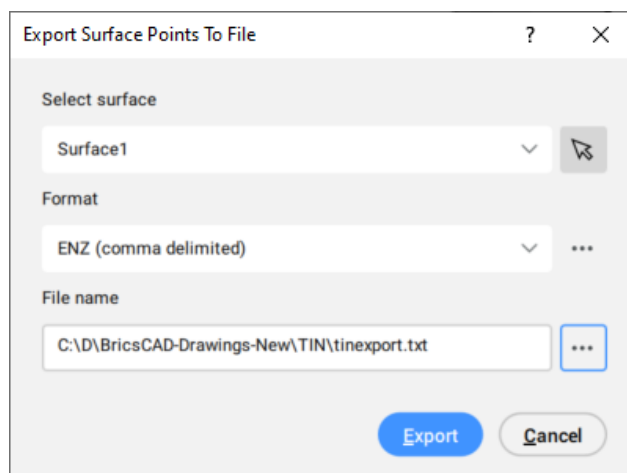 Export Surface Points To File
?
Select surface
Surface1
Format
ENZ (comma delimited)
...
File name
C:\D\BricsCAD-Drawings-New\TIN\tinexport.txt
...
Export
Cancel